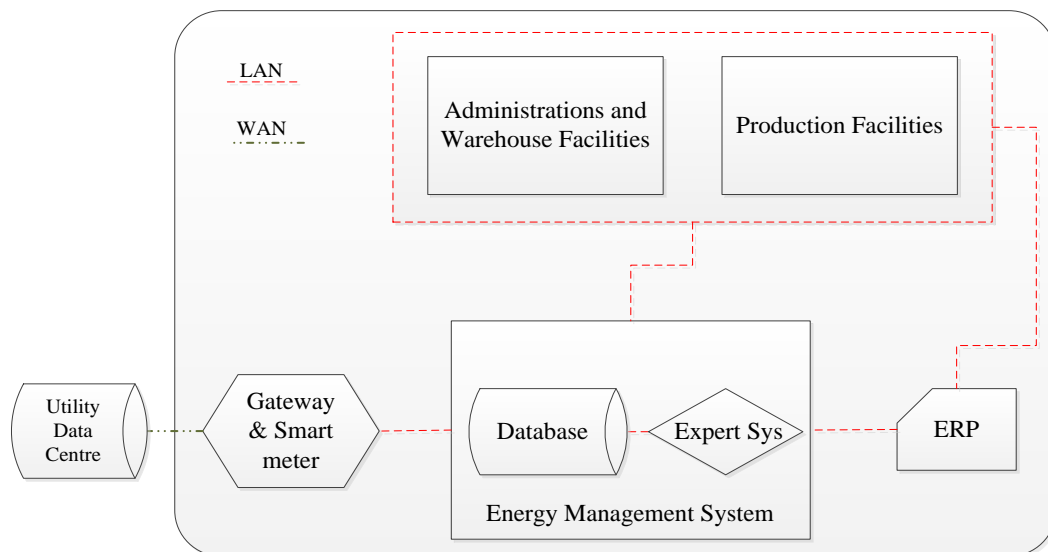 LAN
WAN
Administrations and
Warehouse Facilities
Production Facilities
Utility
Data
Centre
Gateway
& Smart
meter
Database
Expert Sys
ERP
Energy Management System